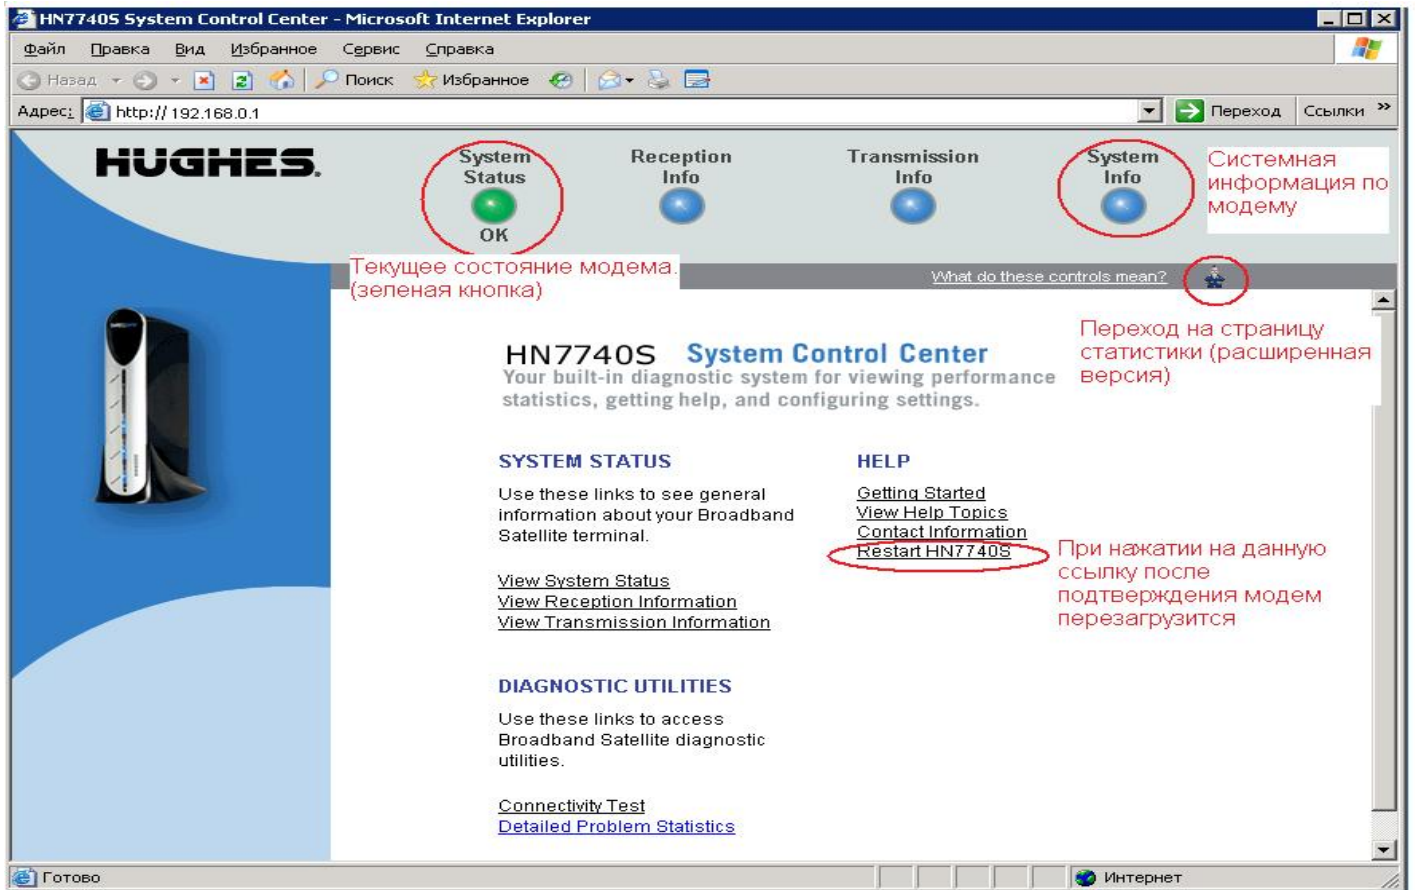 HN7740S System Control Center - Microsoft Internet Explorer
Файл Правка Вид Избранное Сервис Справка
Назад Поиск Избранное
Адрес: http://192.168.0.1 Переход Ссылки »
HUGHES.
System Status
OK
Reception Info
Transmission Info
System Info
Системная
информация по
модему
Текущее состояние модема.
(зеленая кнопка)
What do these controls mean?
Переход на страницу
статистики (расширенная
версия)
HN7740S System Control Center
Your built-in diagnostic system for viewing performance
statistics, getting help, and configuring settings.
SYSTEM STATUS
Use these links to see general
information about your Broadband
Satellite terminal.
View System Status
View Reception Information
View Transmission Information
HELP
Getting Started
View Help Topics
Contact Information
Restart HN7740S
При нажатии на данную
ссылку после
подтверждения модем
перезагрузится
DIAGNOSTIC UTILITIES
Use these links to access
Broadband Satellite diagnostic
utilities.
Connectivity Test
Detailed Problem Statistics
Готово Интернет